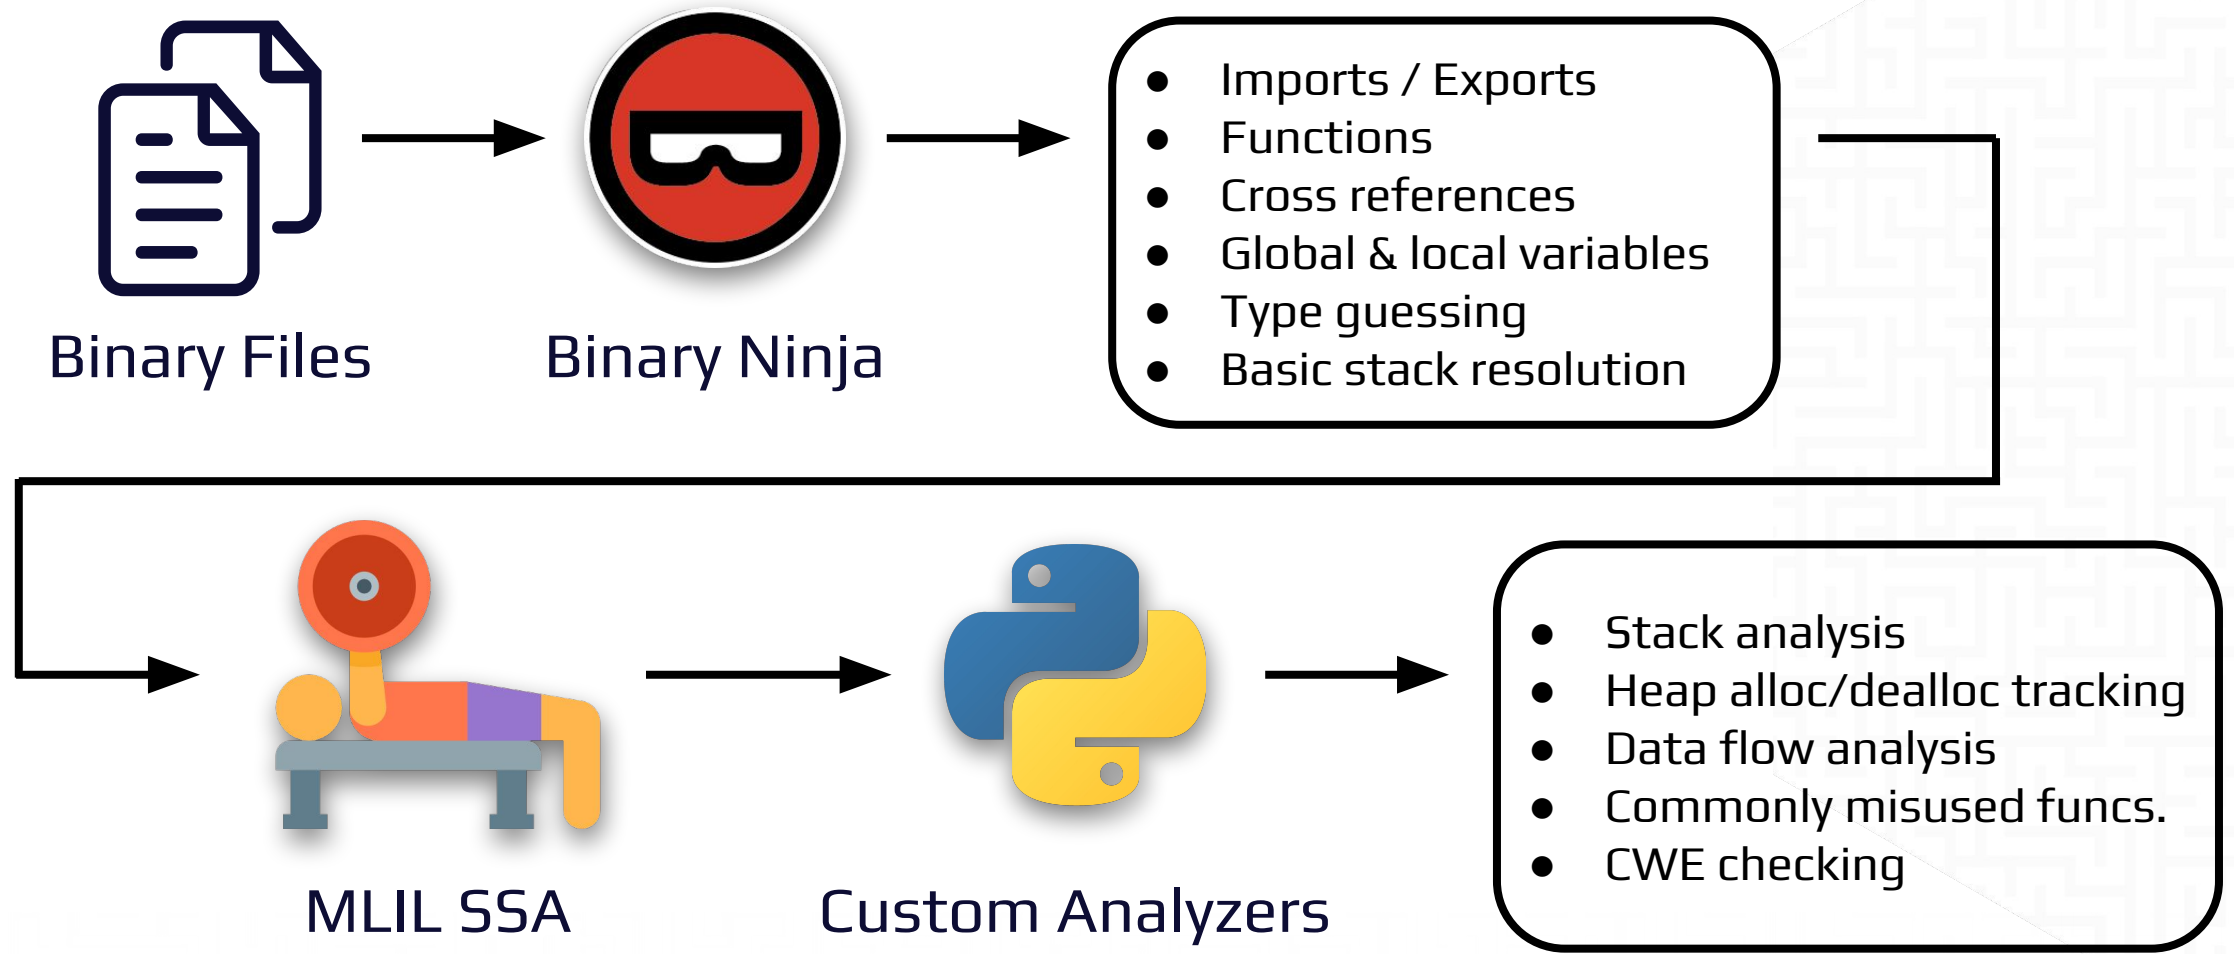 Binary Files
Binary Ninja
● Imports / Exports
● Functions
● Cross references
● Global & local variables
● Type guessing
● Basic stack resolution
MLIL SSA
Custom Analyzers
● Stack analysis
● Heap alloc/dealloc tracking
● Data flow analysis
● Commonly misused funcs.
● CWE checking